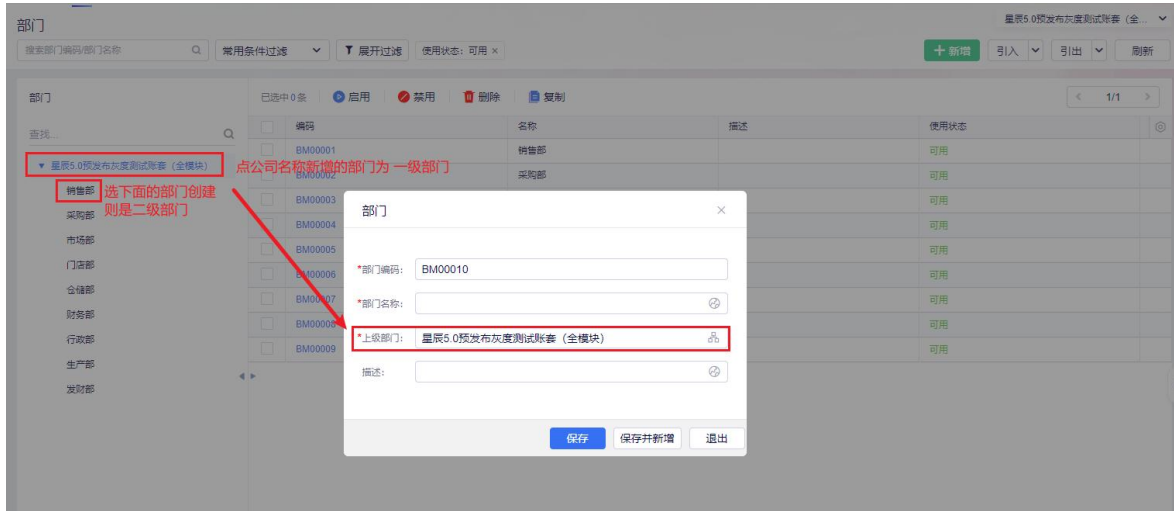 部门
星辰5.0预发布灰度测试账套（全...
搜索部门编码/部门名称
常用条件过滤
展开过滤
使用状态：可用 ×
+ 新增
引入
引出
刷新
部门
已选中0条
启用
禁用
删除
复制
1/1
查找...
编码
名称
描述
使用状态
星辰5.0预发布灰度测试账套（全模块）
点公司名称新增的部门为 一级部门
BM00001
销售部
可用
BM00002
采购部
可用
销售部
选下面的部门创建
则是二级部门
BM00003
可用
采购部
BM00004
可用
市场部
BM00005
可用
门店部
BM00006
可用
仓储部
BM00007
可用
财务部
BM00008
可用
行政部
BM00009
可用
生产部
发财部
部门
*部门编码：
BM00010
*部门名称：
*上级部门：
星辰5.0预发布灰度测试账套（全模块）
描述：
保存
保存并新增
退出